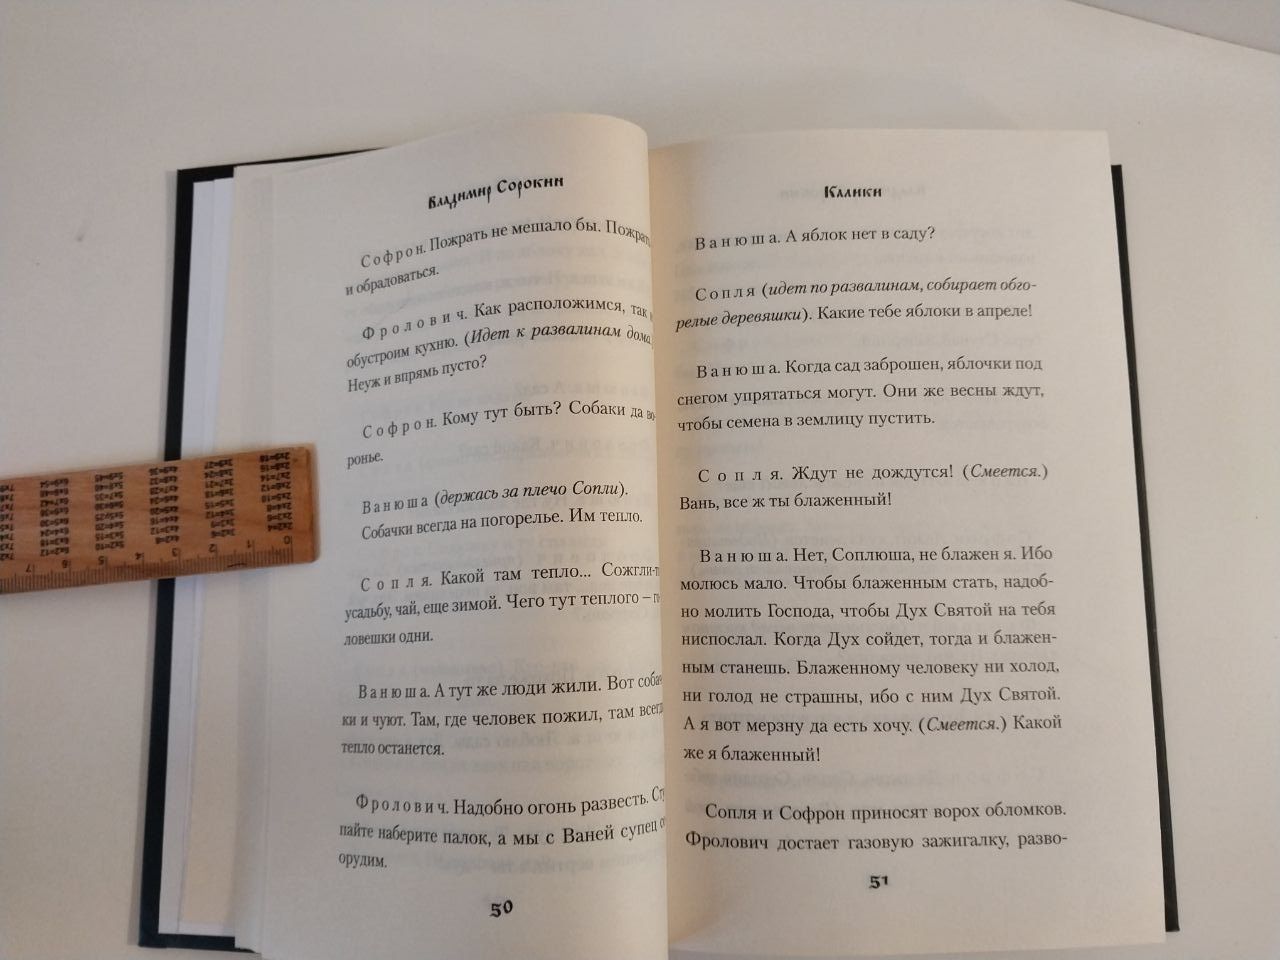 Владимир Сорокин
Софрон. Пожрать не мешало бы. Пожрать
и обрадоваться.
Фролович. Как расположимся, так и
обустроим кухню. (Идет к развалинам дома.)
Неуж и впрямь пусто?
Софрон. Кому тут быть? Собаки да во-
ронье.
Ванюша (держась за плечо Сопли).
Собачки всегда на погорелье. Им тепло.
Сопля. Какой там тепло... Сожгли-т
усадьбу, чай, еще зимой. Чего тут теплого – г
ловешки одни.
Ванюша. А тут же люди жили. Вот собач
ки и чуют. Там, где человек пожил, там всегда
тепло останется.
Фролович. Надобно огонь развесть. Сту
пайте наберите палок, а мы с Ваней супец со
орудим.
50
Калики
Ванюша. А яблок нет в саду?
Сопля (идет по развалинам, собирает обго-
релые деревяшки). Какие тебе яблоки в апреле!
Ванюша. Когда сад заброшен, яблочки под
снегом упрятаться могут. Они же весны ждут,
чтобы семена в землицу пустить.
Сопля. Ждут не дождутся! (Смеется.)
Вань, все ж ты блаженный!
Ванюша. Нет, Соплюша, не блажен я. Ибо
молюсь мало. Чтобы блаженным стать, надоб-
но молить Господа, чтобы Дух Святой на тебя
ниспослал. Когда Дух сойдет, тогда и блажен-
ным станешь. Блаженному человеку ни холод,
ни голод не страшны, ибо с ним Дух Святой.
А я вот мерзну да есть хочу. (Смеется.) Какой
же я блаженный!
Сопля и Софрон приносят ворох обломков.
Фролович достает газовую зажигалку, разво-
51